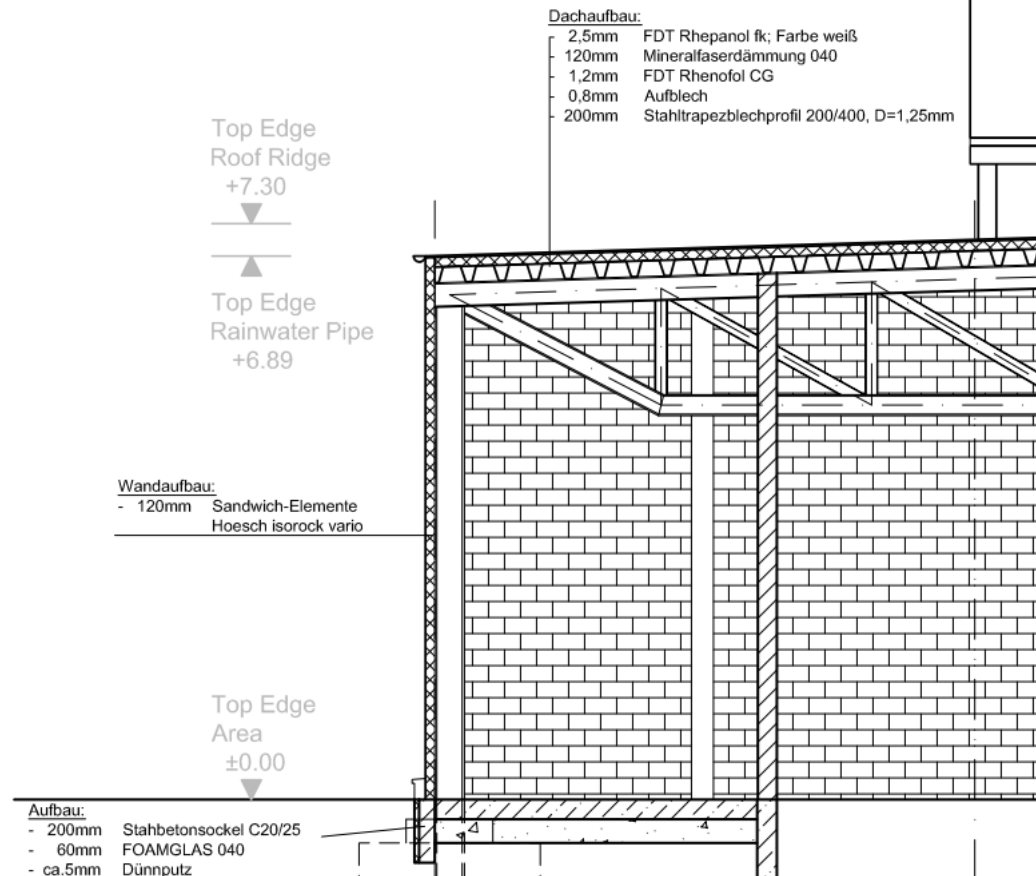 Dachaufbau:
- 2,5mm FDT Rhepanol fk; Farbe weiß
- 120mm Mineralfaserdämmung 040
- 1,2mm FDT Rhenofol CG
- 0,8mm Aufblech
- 200mm Stahltrapezblechprofil 200/400, D=1,25mm
Top Edge
Roof Ridge
+7.30
Top Edge
Rainwater Pipe
+6.89
Wandaufbau:
- 120mm Sandwich-Elemente
Hoesch isorock vario
Top Edge
Area
±0.00
Aufbau:
- 200mm Stahbetonsockel C20/25
- 60mm FOAMGLAS 040
- ca.5mm Dünnputz